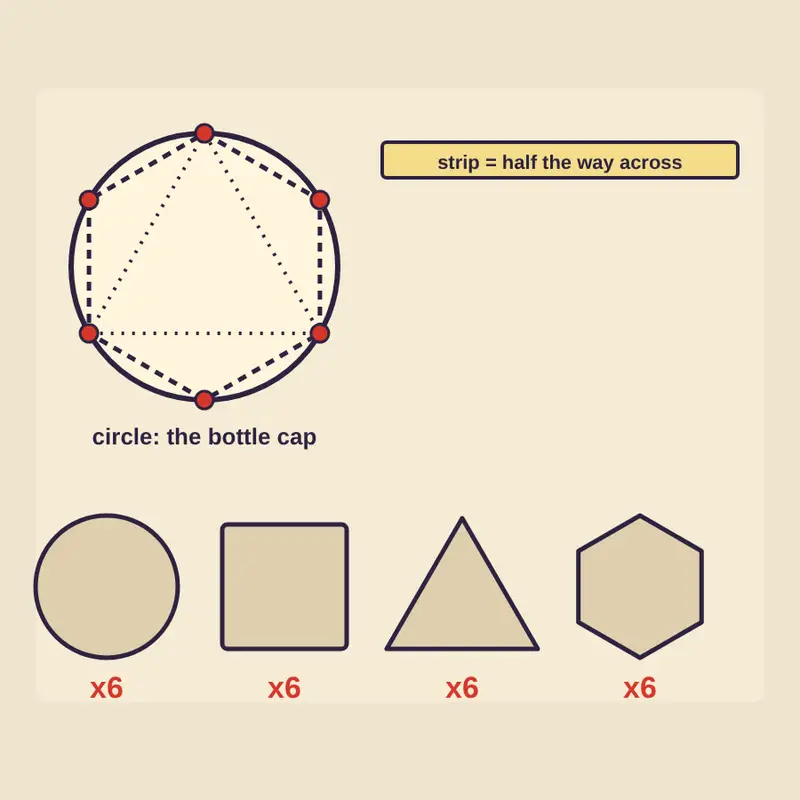 strip = half the way across
circle: the bottle cap
x6
x6
x6
x6